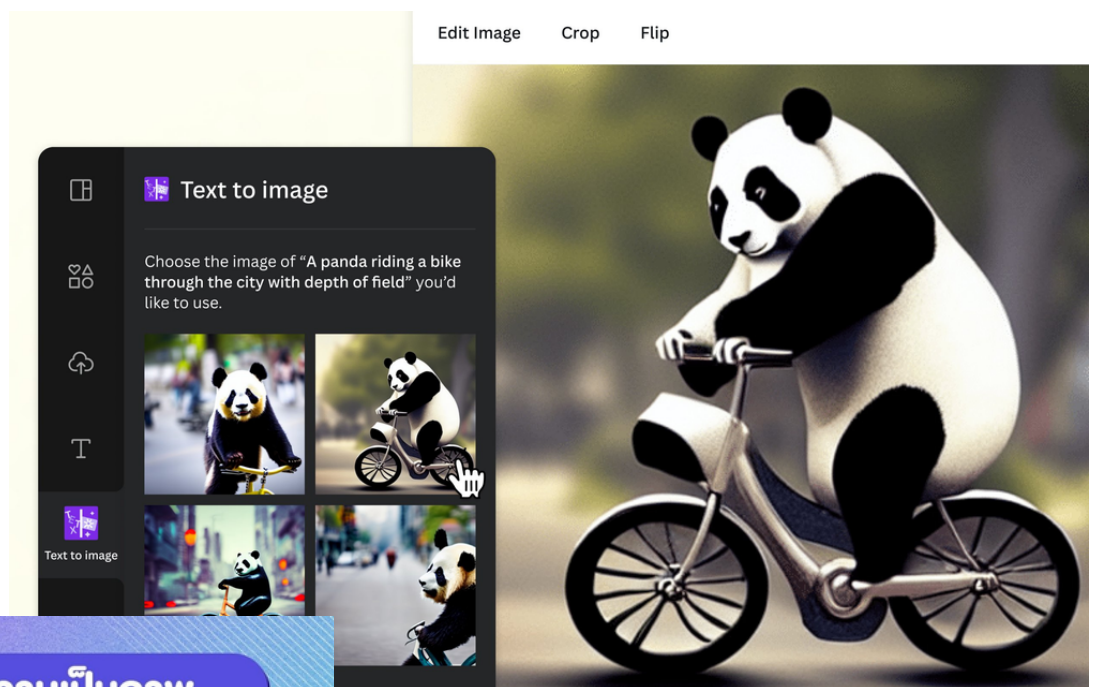 Edit Image Crop Flip
Text to image
Choose the image of “A panda riding a bike
through the city with depth of field” you’d
like to use.
Text to image